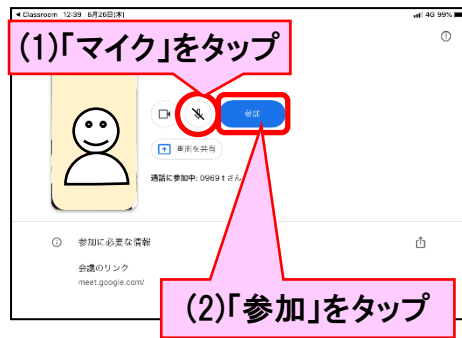 ◀ Classroom 12:39 8月26日(木) 4G 99%
(1)「マイク」をタップ
参加
画面を共有
通話に参加中: 0969 t さん
参加に必要な情報
会議のリンク
meet.google.com/
(2)「参加」をタップ